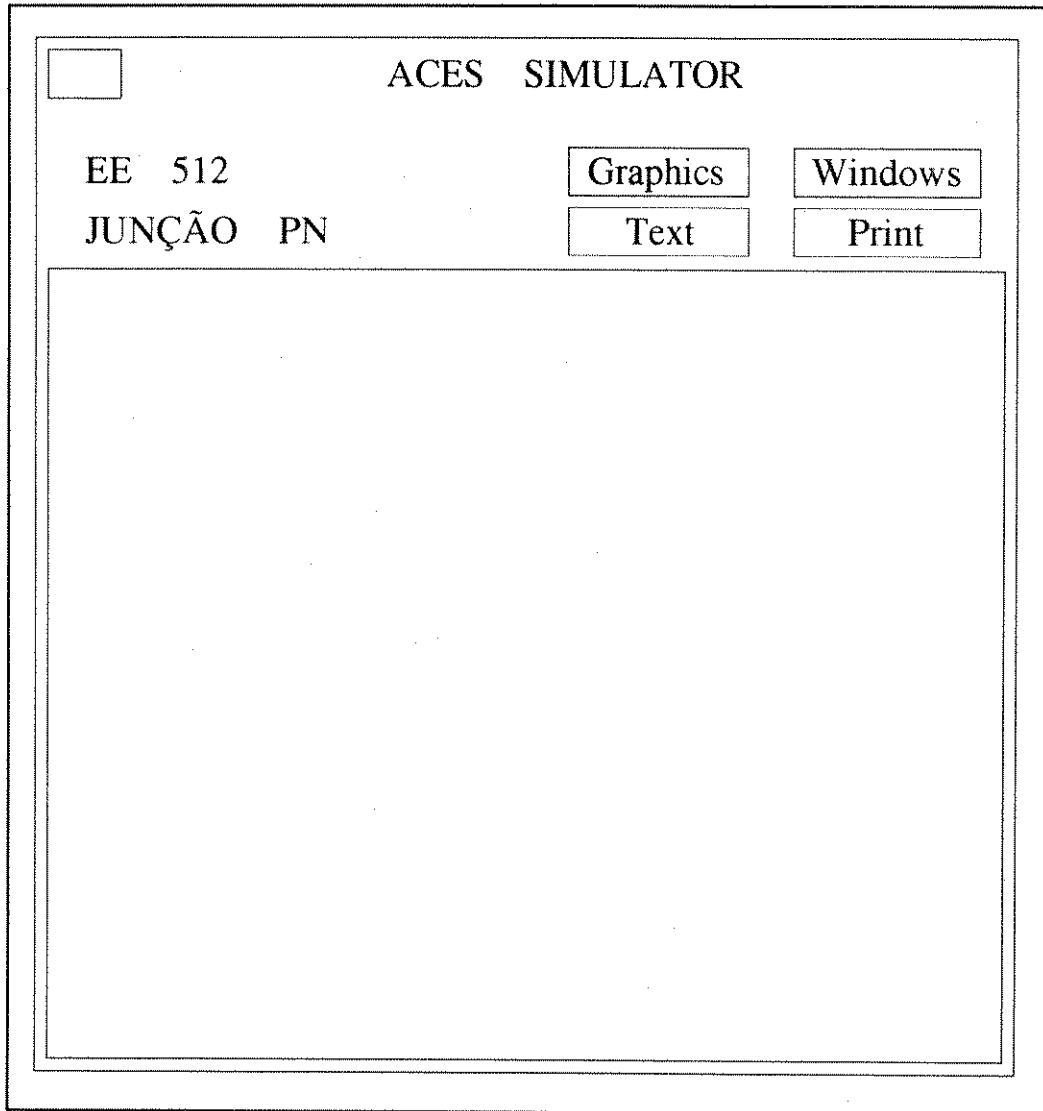 ACES SIMULATOR
EE 512
Graphics Windows
JUNÇÃO PN
Text Print